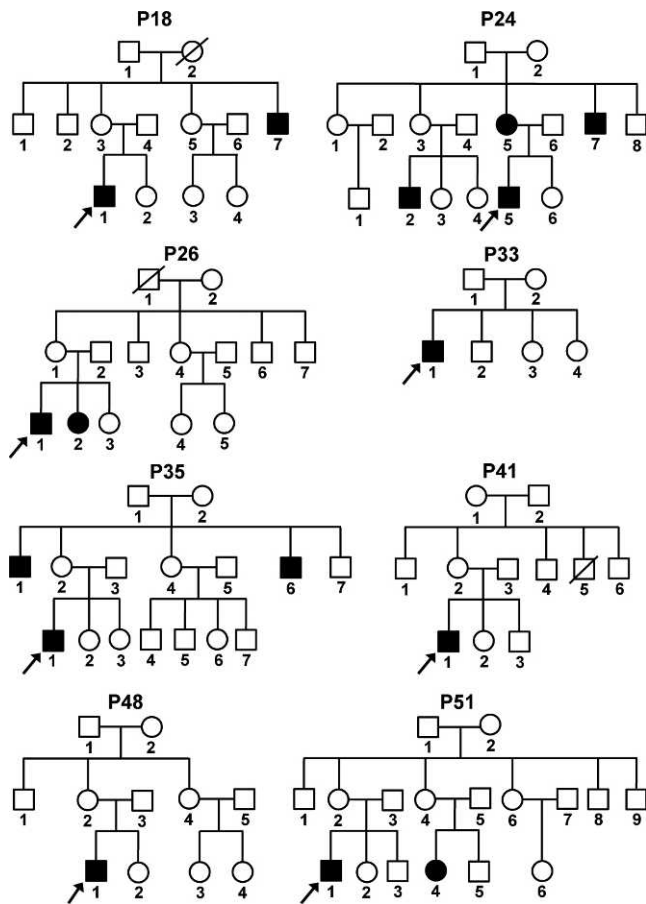 P18 P24
1 2 1 2
1 2 3 4 5 6 7 1 2 3 4 5 6 7 8
1 2 3 4 1 2 3 4 5 6
P26 P33
1 2 1 2
1 2 3 4 5 6 7 1 2 3 4
1 2 3 4 5
P35 P41
1 2 1 2
1 2 3 4 5 6 7 1 2 3 4 5 6
1 2 3 4 5 6 7 1 2 3
P48 P51
1 2 1 2
1 2 3 4 5 1 2 3 4 5 6 7 8 9
1 2 3 4 1 2 3 4 5 6